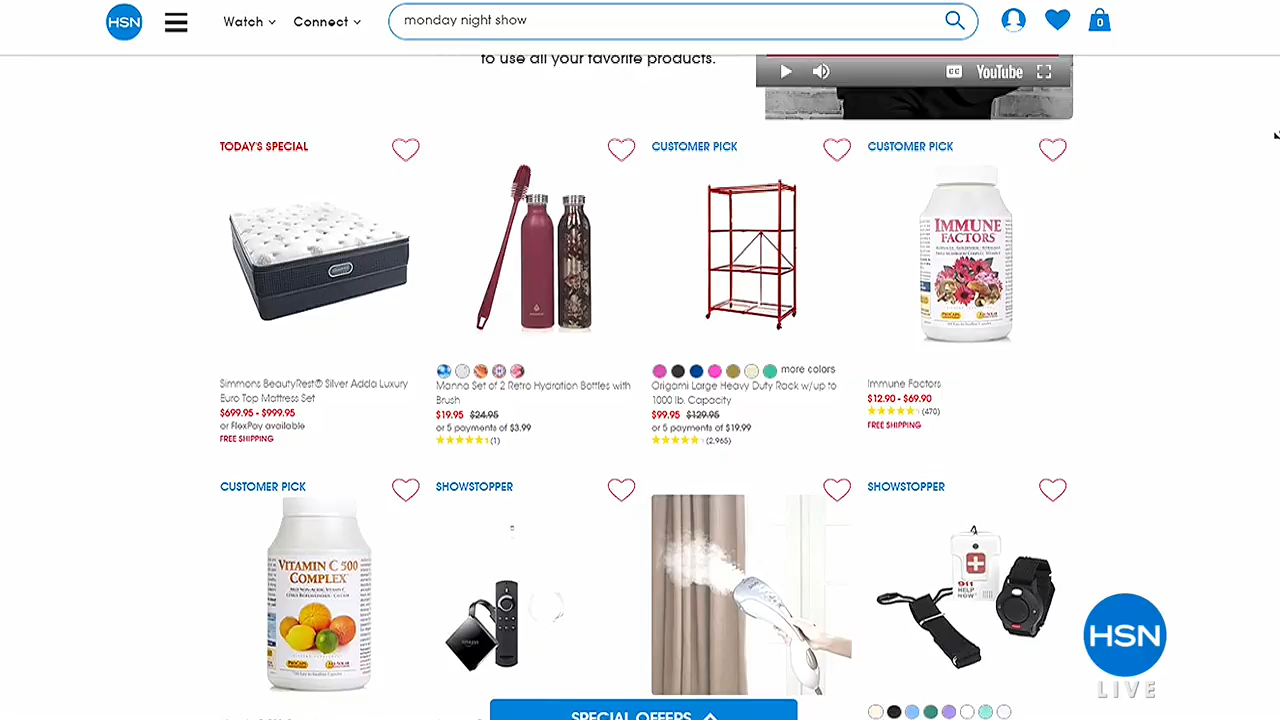 HSN
Watch
Connect
monday night show
0
to use all your favorite products.
CC
YouTube
TODAY'S SPECIAL
CUSTOMER PICK
CUSTOMER PICK
IMMUNE
FACTORS
Simmons BeautyRest® Silver Adda Luxury
Euro Top Mattress Set
$699.95 - $999.95
or FlexPay available
FREE SHIPPING
Manna Set of 2 Retro Hydration Bottles with
Brush
$19.95 $24.95
or 5 payments of $3.99
(1)
more colors
Origami Large Heavy Duty Rack w/up to
1000 lb. Capacity
$99.95 $129.95
or 5 payments of $19.99
(2,965)
Immune Factors
$12.90 - $69.90
(470)
FREE SHIPPING
CUSTOMER PICK
SHOWSTOPPER
SHOWSTOPPER
VITAMIN C 500
COMPLEX
911
HELP
NOW
HSN
LIVE
SPECIAL OFFERS